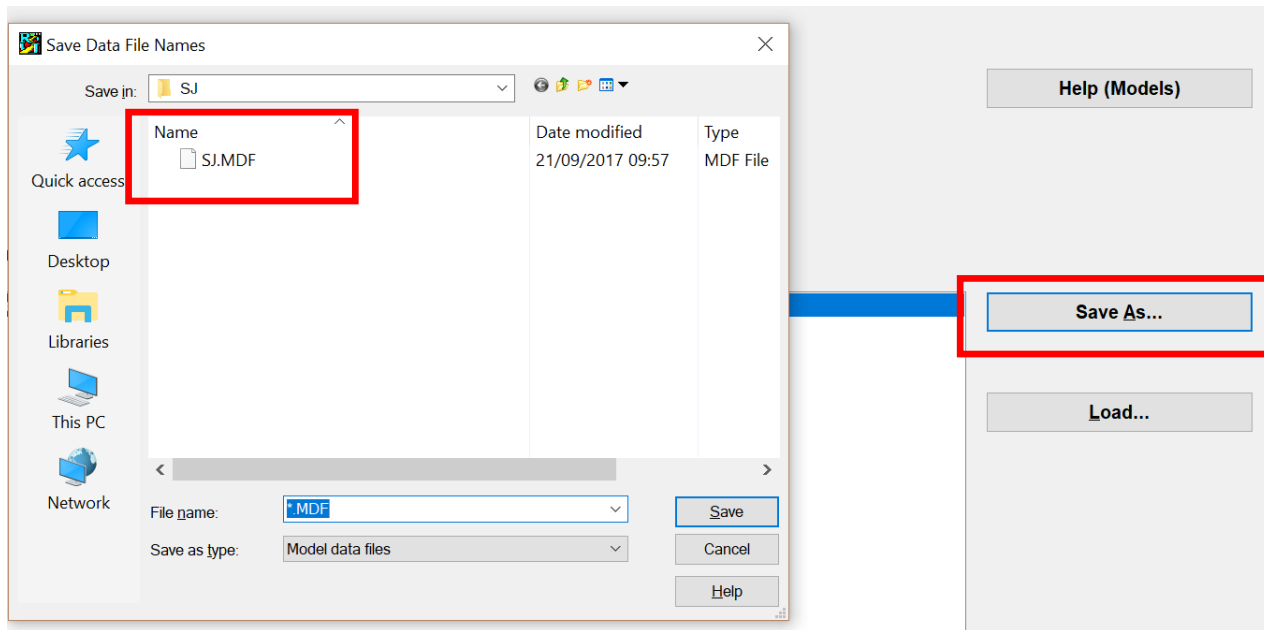 Save Data File Names
Save in:
SJ
Name
Date modified
Type
SJ.MDF
21/09/2017 09:57
MDF File
Quick access
Desktop
Libraries
This PC
Network
File name:
*.MDF
Save
Save as type:
Model data files
Cancel
Help
Help (Models)
Save As...
Load...